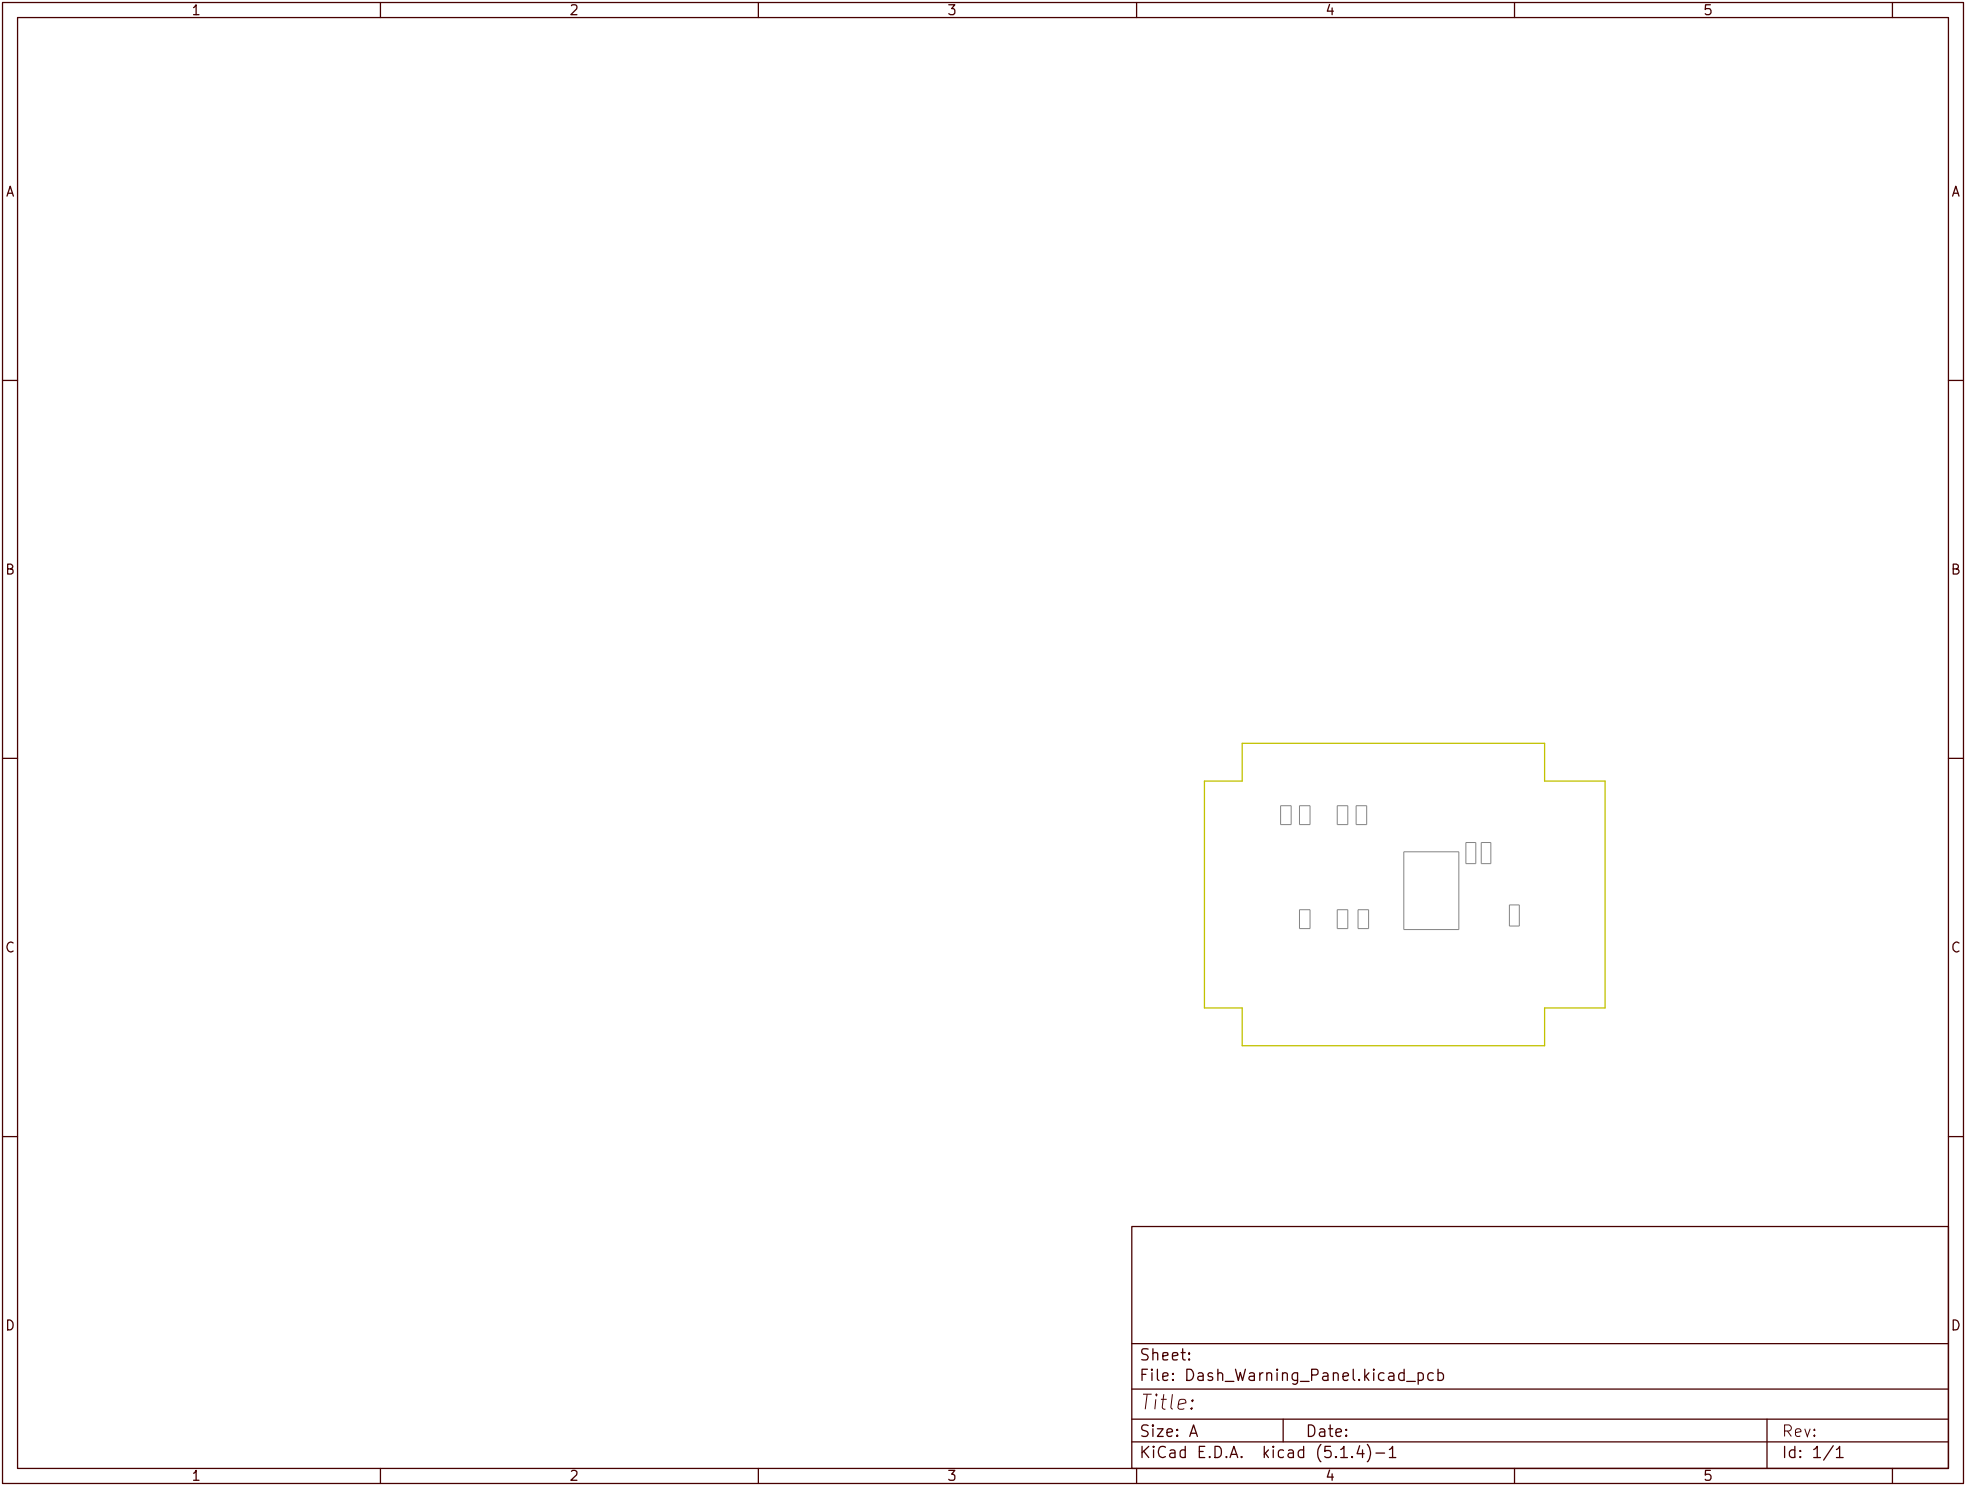 1 2 3 4 5
A A
B B
C C
D D
Sheet:
File: Dash_Warning_Panel.kicad_pcb
Title:
Size: A Date: Rev:
KiCad E.D.A. kicad (5.1.4)-1 Id: 1/1
1 2 3 4 5